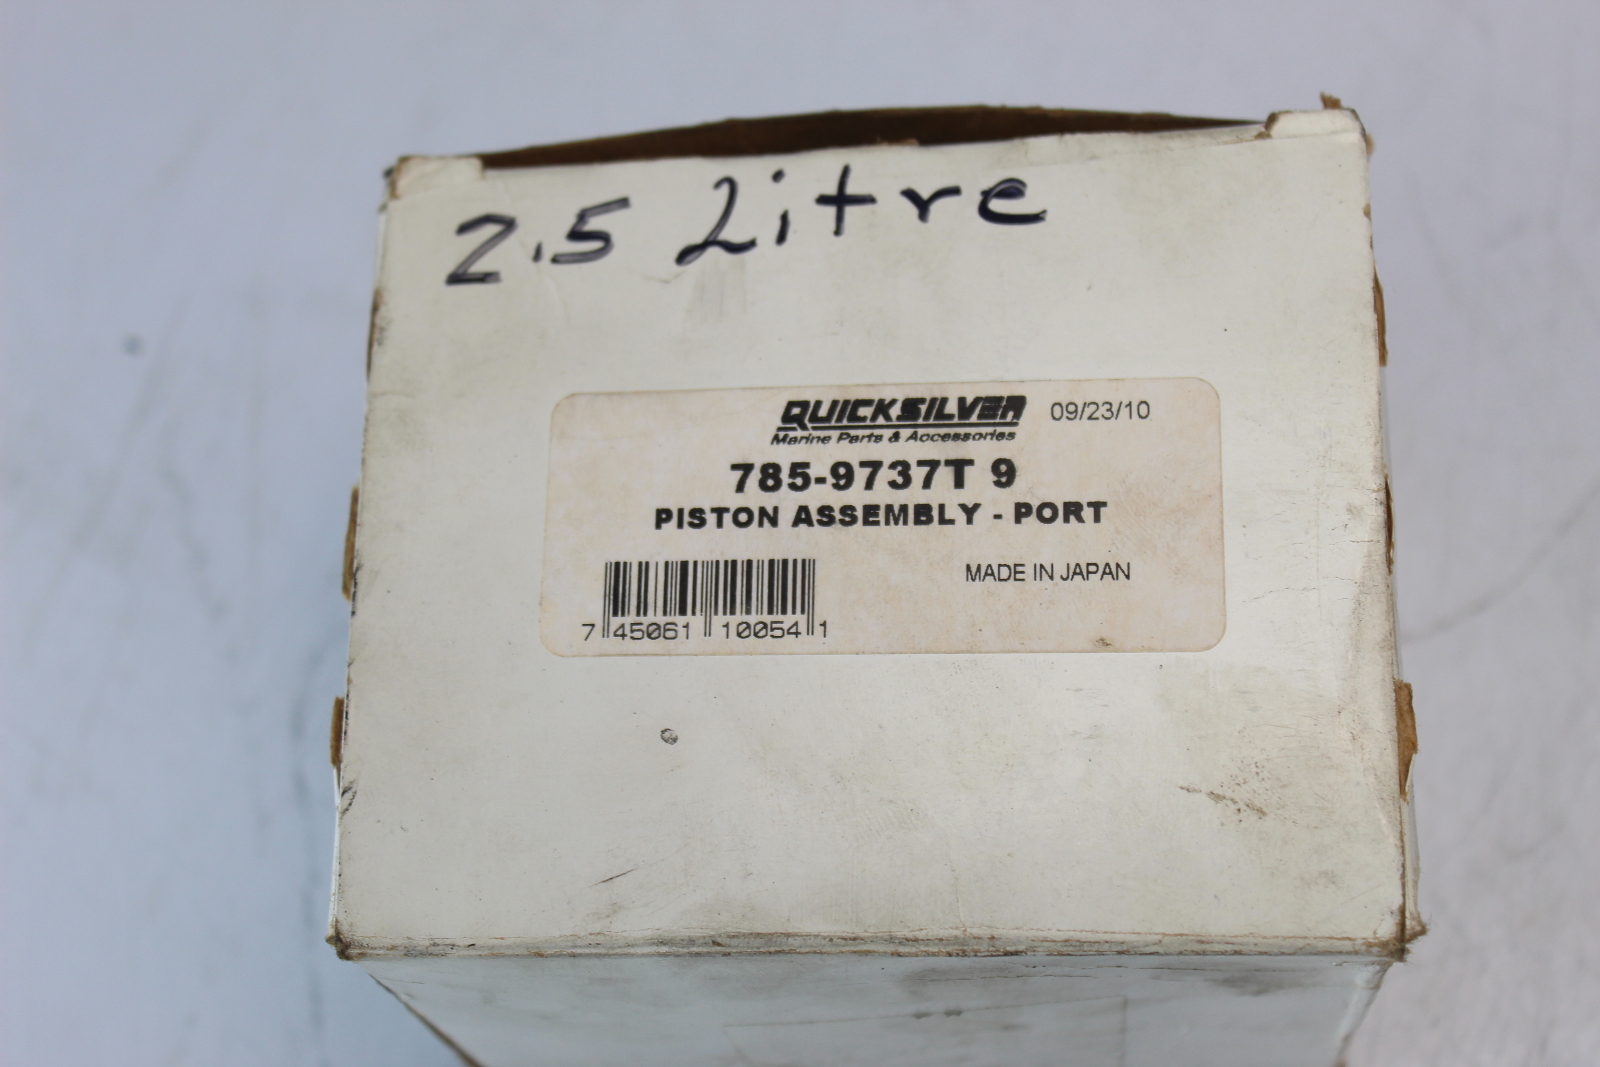 2.5 Litre
QUICKSILVER 09/23/10
Marine Parts & Accessories
785-9737T 9
PISTON ASSEMBLY - PORT
MADE IN JAPAN
7 45061 10054 1